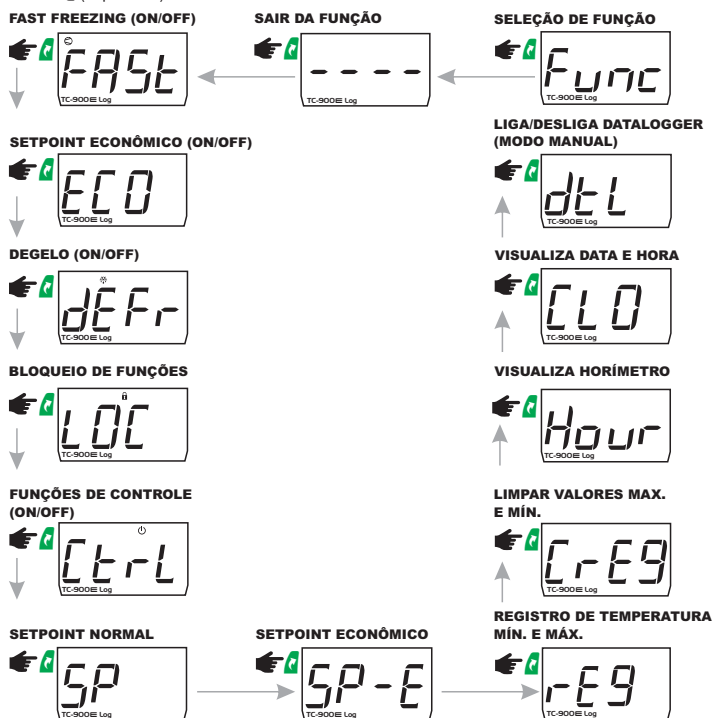 FAST FREEZING (ON/OFF)
FASt
TC-900E Log
SAIR DA FUNÇÃO
- - - -
TC-900E Log
SELEÇÃO DE FUNÇÃO
Func
TC-900E Log
SETPOINT ECONÔMICO (ON/OFF)
ECO
TC-900E Log
LIGA/DESLIGA DATALOGGER
(MODO MANUAL)
dtL
TC-900E Log
DEGELO (ON/OFF)
dEFr
TC-900E Log
VISUALIZA DATA E HORA
CLO
TC-900E Log
BLOQUEIO DE FUNÇÕES
LOC
TC-900E Log
VISUALIZA HORÍMETRO
Hour
TC-900E Log
FUNÇÕES DE CONTROLE
(ON/OFF)
CtrL
TC-900E Log
LIMPAR VALORES MAX.
E MÍN.
CrEg
TC-900E Log
SETPOINT NORMAL
SP
TC-900E Log
SETPOINT ECONÔMICO
SP-E
TC-900E Log
REGISTRO DE TEMPERATURA
MÍN. E MÁX.
rEg
TC-900E Log